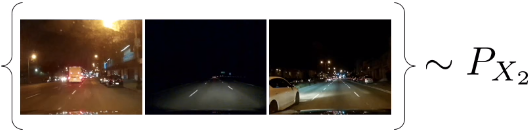 { } ~ P_{X_2}